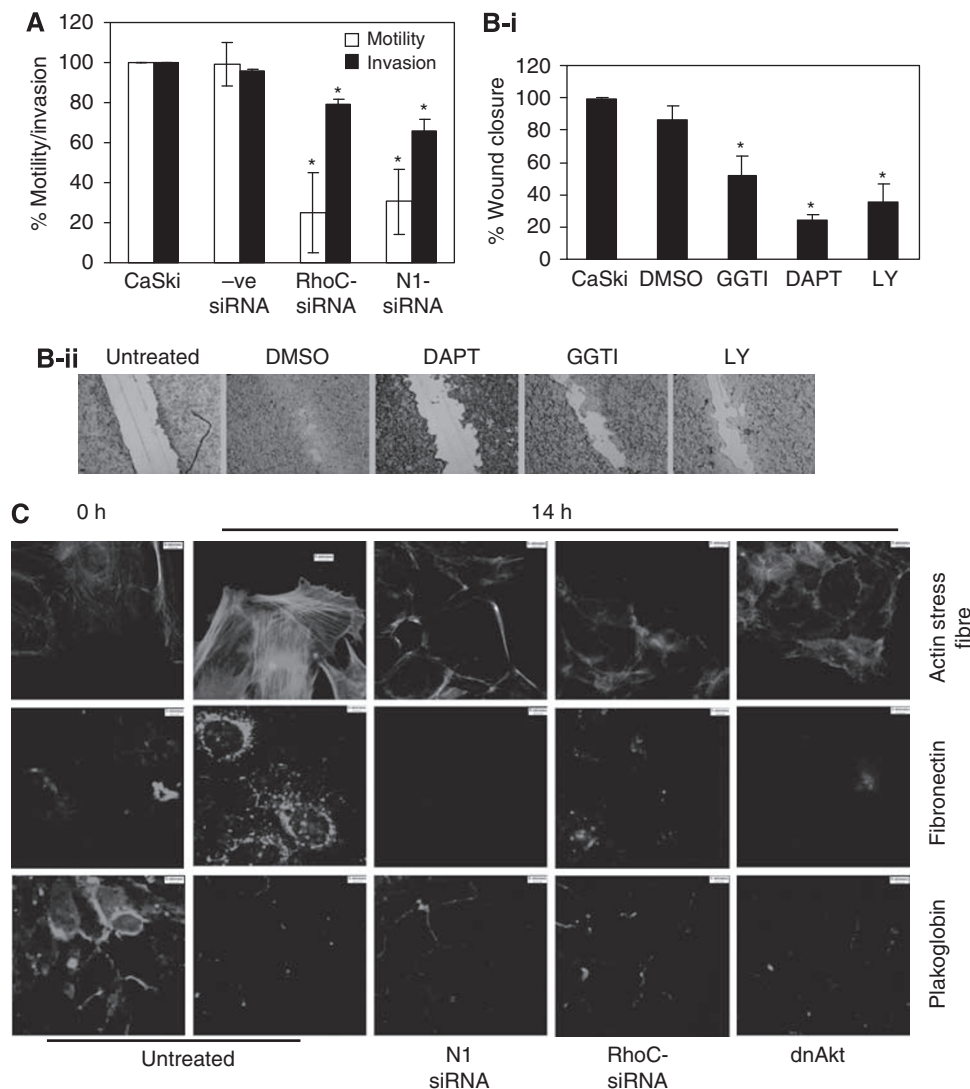 A
120
100
80
60
40
20
0
% Motility/invasion
Motility
Invasion
*
*
*
*
CaSki
–ve siRNA
RhoC-siRNA
N1-siRNA
B-i
120
100
80
60
40
20
0
% Wound closure
*
*
*
CaSki
DMSO
GGTI
DAPT
LY
B-ii
Untreated
DMSO
DAPT
GGTI
LY
C
0 h
14 h
Actin stress
fibre
Fibronectin
Plakoglobin
Untreated
N1
siRNA
RhoC-
siRNA
dnAkt